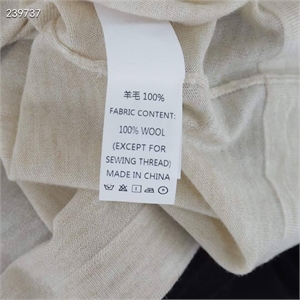 239737
羊毛 100%
FABRIC CONTENT:
100% WOOL
(EXCEPT FOR
SEWING THREAD)
MADE IN CHINA